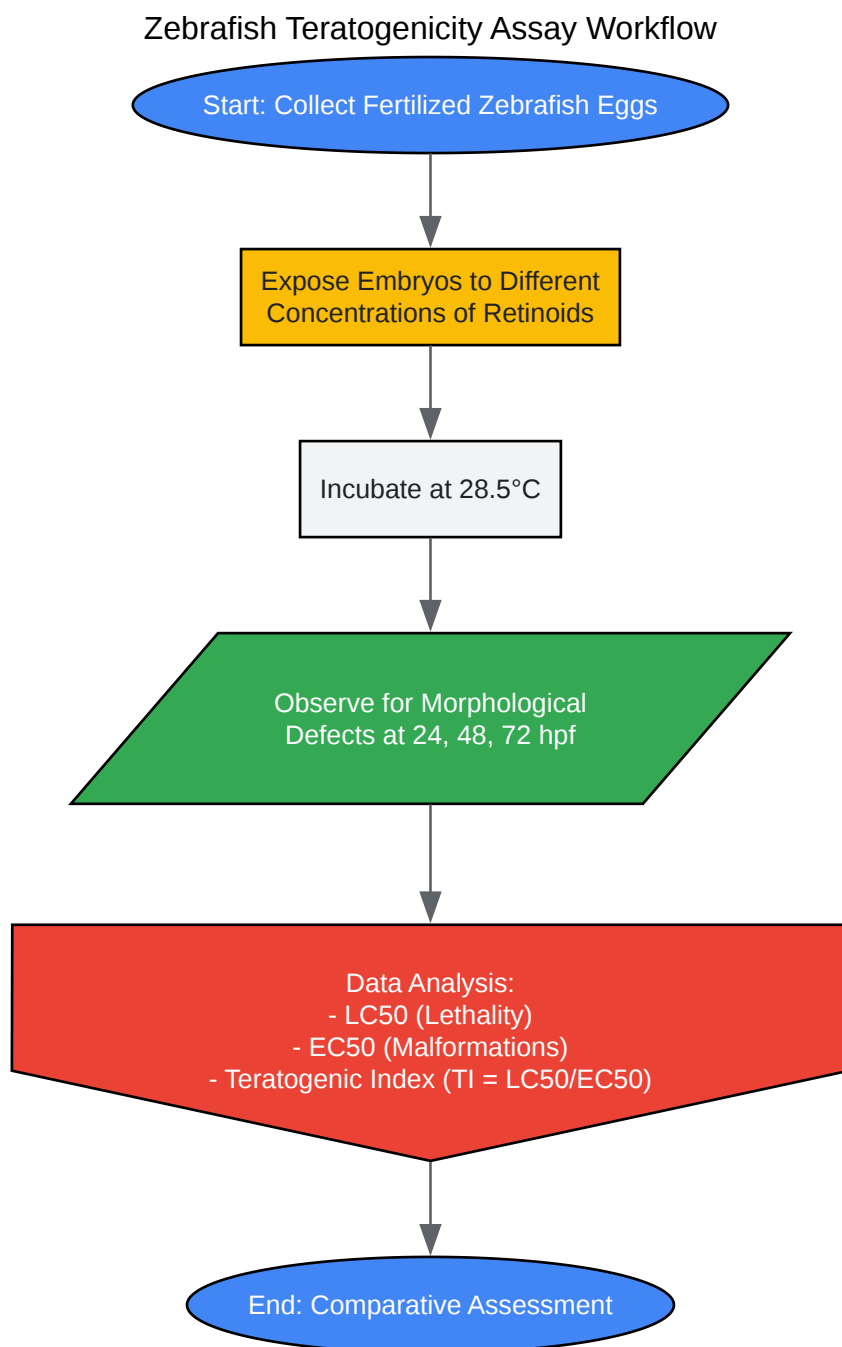 Zebrafish Teratogenicity Assay Workflow
Start: Collect Fertilized Zebrafish Eggs
Expose Embryos to Different
Concentrations of Retinoids
Incubate at 28.5°C
Observe for Morphological
Defects at 24, 48, 72 hpf
Data Analysis:
- LC50 (Lethality)
- EC50 (Malformations)
- Teratogenic Index (TI = LC50/EC50)
End: Comparative Assessment